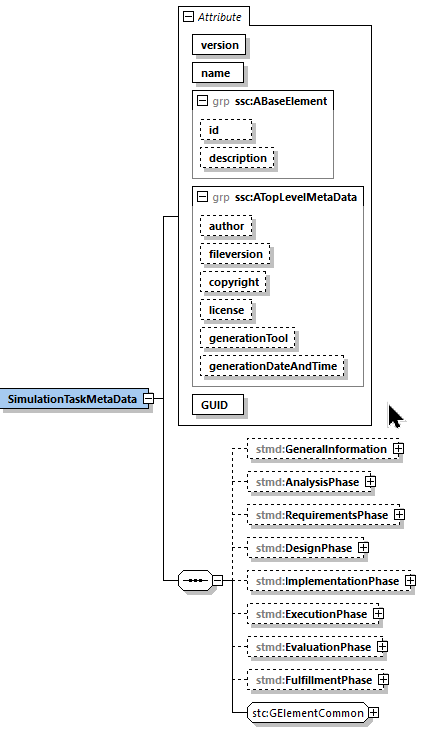 Attribute
version
name
grp ssc:ABaseElement
id
description
grp ssc:ATopLevelMetaData
author
fileversion
copyright
license
generationTool
generationDateAndTime
SimulationTaskMetaData
GUID
stmd:GeneralInformation
stmd:AnalysisPhase
stmd:RequirementsPhase
stmd:DesignPhase
stmd:ImplementationPhase
stmd:ExecutionPhase
stmd:EvaluationPhase
stmd:FulfillmentPhase
stc:GElementCommon